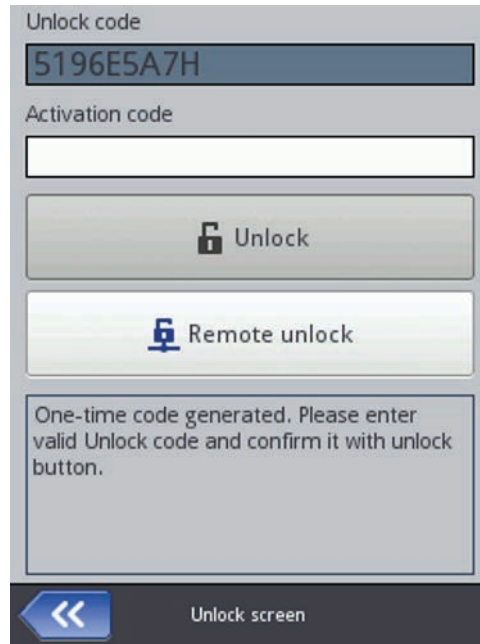 Unlock code
5196E5A7H
Activation code
Unlock
Remote unlock
One-time code generated. Please enter
valid Unlock code and confirm it with unlock
button.
Unlock screen